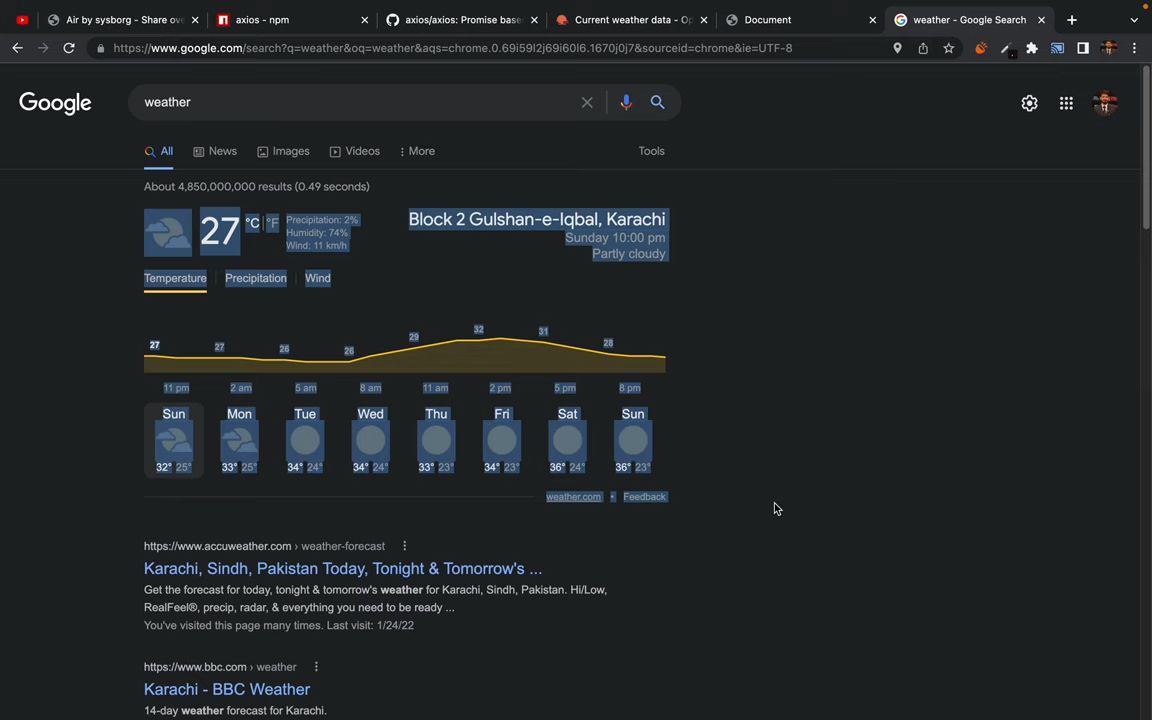 Air by sysborg - Share ove
axios - npm
axios/axios: Promise base
Current weather data - Op
Document
weather - Google Search
https://www.google.com/search?q=weather&oq=weather&aqs=chrome.0.69i59l2j69i60l6.1670j0j7&sourceid=chrome&ie=UTF-8
Google
weather
All
News
Images
Videos
More
Tools
About 4,850,000,000 results (0.49 seconds)
27 °C | °F
Precipitation: 2%
Humidity: 74%
Wind: 11 km/h
Block 2 Gulshan-e-Iqbal, Karachi
Sunday 10:00 pm
Partly cloudy
Temperature | Precipitation | Wind
27 27 26 26 29 32 31 28
11 pm 2 am 5 am 8 am 11 am 2 pm 5 pm 8 pm
Sun Mon Tue Wed Thu Fri Sat Sun
32° 25° 33° 25° 34° 24° 34° 24° 33° 23° 34° 23° 36° 24° 36° 23°
weather.com • Feedback
https://www.accuweather.com › weather-forecast
Karachi, Sindh, Pakistan Today, Tonight & Tomorrow's ...
Get the forecast for today, tonight & tomorrow's weather for Karachi, Sindh, Pakistan. Hi/Low,
RealFeel®, precip, radar, & everything you need to be ready ...
You've visited this page many times. Last visit: 1/24/22
https://www.bbc.com › weather
Karachi - BBC Weather
14-day weather forecast for Karachi.